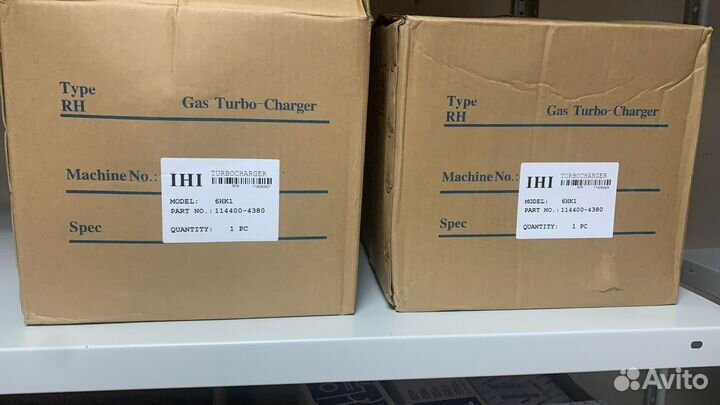 Type
RH Gas Turbo-Charger
Machine No.:
IHI TURBOCHARGER
S/N
MODEL: 6HK1
PART NO.: 114400-4380
QUANTITY: 1 PC
Spec
Type
RH Gas Turbo-Charger
Machine No.:
IHI TURBOCHARGER
S/N
MODEL: 6HK1
PART NO.: 114400-4380
QUANTITY: 1 PC
Spec
Avito